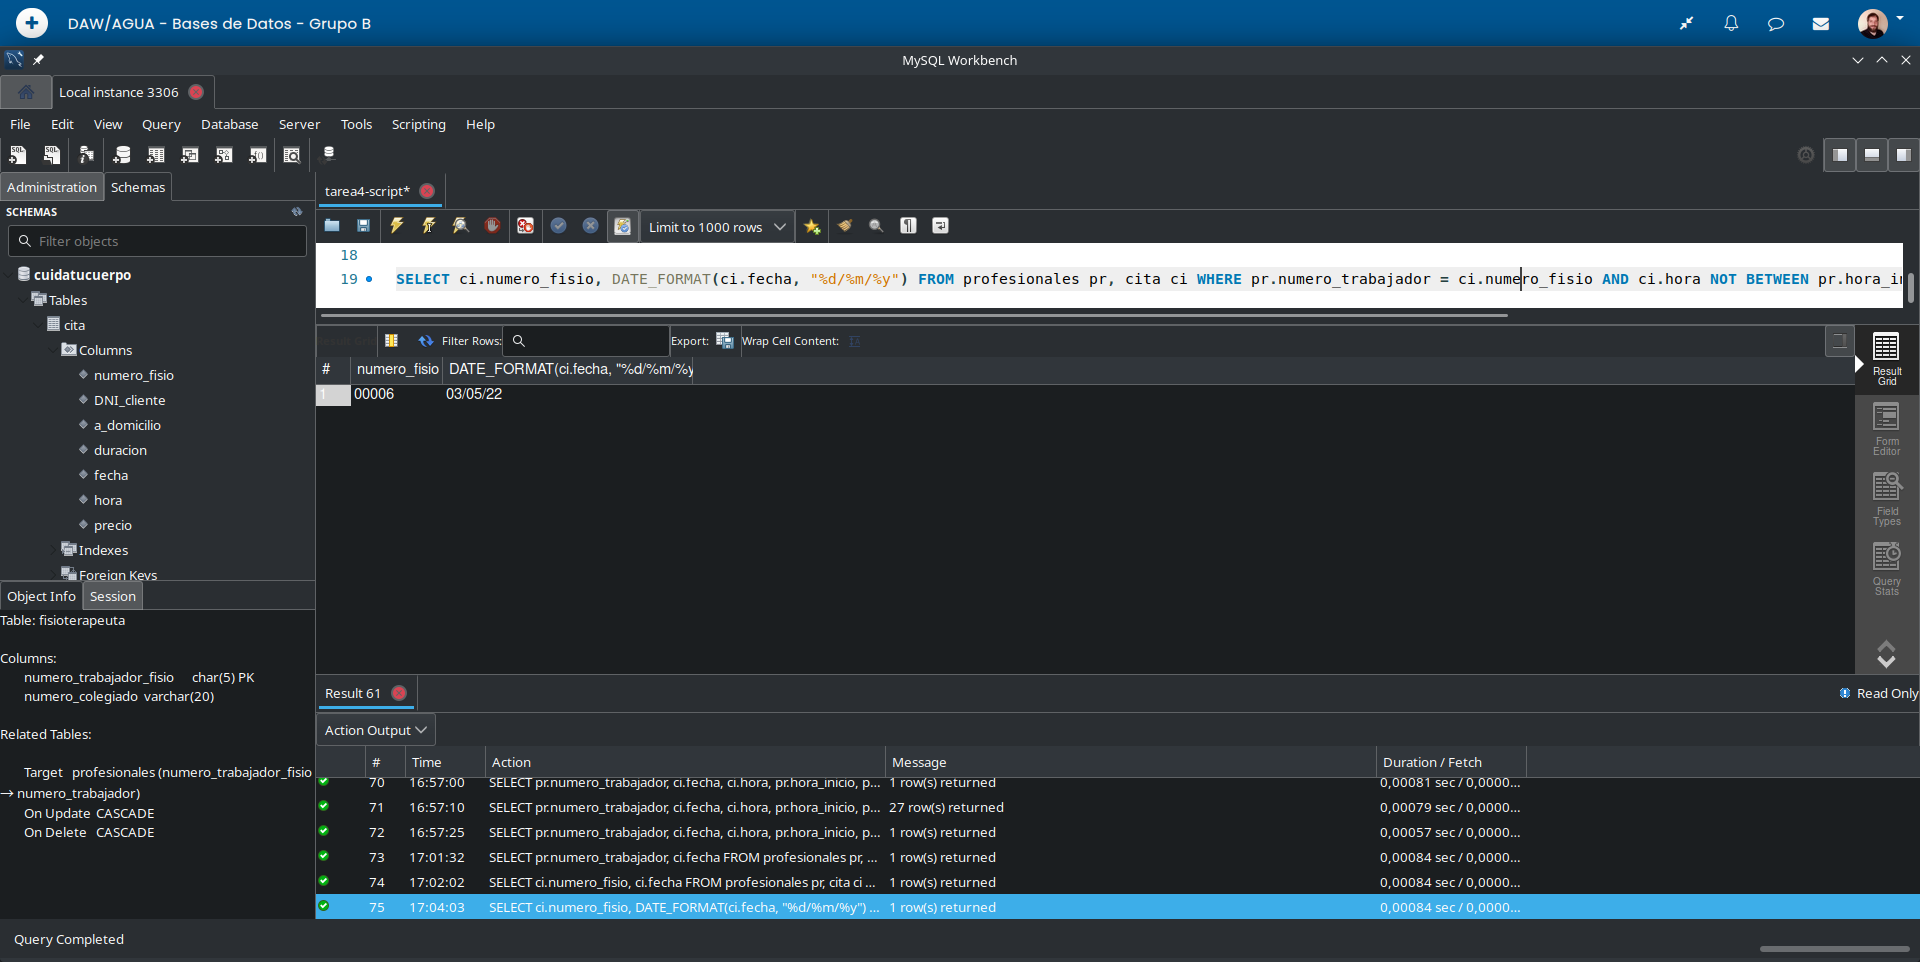 DAW/AGUA - Bases de Datos - Grupo B
MySQL Workbench
Local instance 3306
File Edit View Query Database Server Tools Scripting Help
Administration Schemas
SCHEMAS
Filter objects
cuidatucuerpo
Tables
cita
Columns
numero_fisio
DNI_cliente
a_domicilio
duracion
fecha
hora
precio
Indexes
Foreign Keys
Object Info Session
Table: fisioterapeuta
Columns:
numero_trabajador_fisio char(5) PK
numero_colegiado varchar(20)
Related Tables:
Target profesionales (numero_trabajador_fisio
→ numero_trabajador)
On Update CASCADE
On Delete CASCADE
tarea4-script*
Limit to 1000 rows
18
19 SELECT ci.numero_fisio, DATE_FORMAT(ci.fecha, "%d/%m/%y") FROM profesionales pr, cita ci WHERE pr.numero_trabajador = ci.numero_fisio AND ci.hora NOT BETWEEN pr.hora_i
Filter Rows: Export: Wrap Cell Content:
# numero_fisio DATE_FORMAT(ci.fecha, "%d/%m/%y
1 00006 03/05/22
Result Grid
Form Editor
Field Types
Query Stats
Result 61
Read Only
Action Output
# Time Action Message Duration / Fetch
70 16:57:00 SELECT pr.numero_trabajador, ci.fecha, ci.hora, pr.hora_inicio, p... 1 row(s) returned 0,00081 sec / 0,0000...
71 16:57:10 SELECT pr.numero_trabajador, ci.fecha, ci.hora, pr.hora_inicio, p... 27 row(s) returned 0,00079 sec / 0,0000...
72 16:57:25 SELECT pr.numero_trabajador, ci.fecha, ci.hora, pr.hora_inicio, p... 1 row(s) returned 0,00057 sec / 0,0000...
73 17:01:32 SELECT pr.numero_trabajador, ci.fecha FROM profesionales pr, ... 1 row(s) returned 0,00084 sec / 0,0000...
74 17:02:02 SELECT ci.numero_fisio, ci.fecha FROM profesionales pr, cita ci ... 1 row(s) returned 0,00084 sec / 0,0000...
75 17:04:03 SELECT ci.numero_fisio, DATE_FORMAT(ci.fecha, "%d/%m/%y") ... 1 row(s) returned 0,00084 sec / 0,0000...
Query Completed